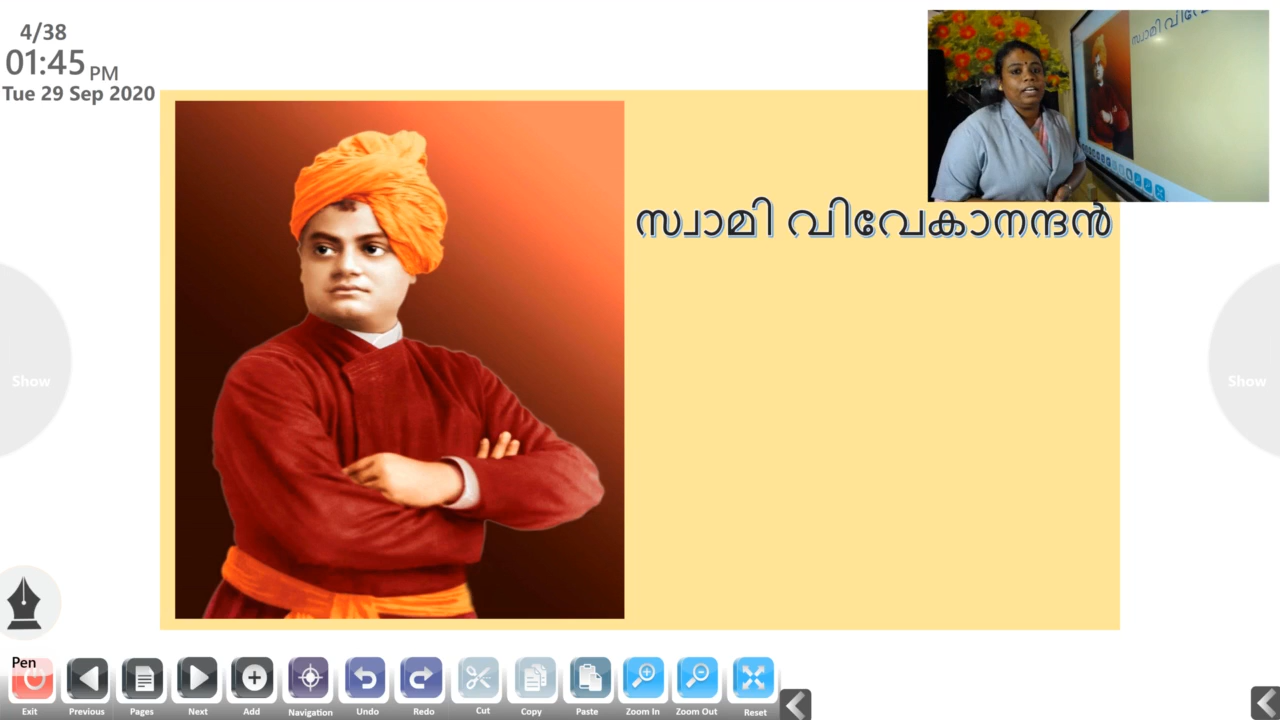 4/38
01:45 PM
Tue 29 Sep 2020
സ്വാമി വിവേ
സ്വാമി വിവേകാനന്ദൻ
Show
Show
Pen
Exit
Previous
Pages
Next
Add
Navigation
Undo
Redo
Cut
Copy
Paste
Zoom In
Zoom Out
Reset